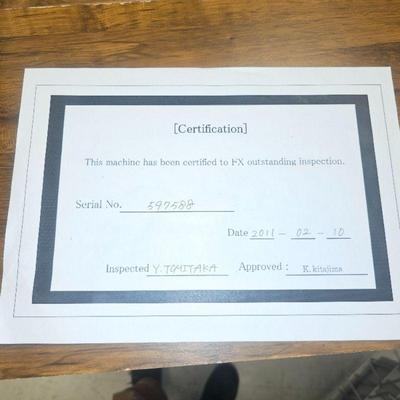 [Certification]
This machine has been certified to FX outstanding inspection.
Serial No. 597588
Date 2011 - 02 - 10
Inspected Y. TOMITAKA Approved : K. kitajima